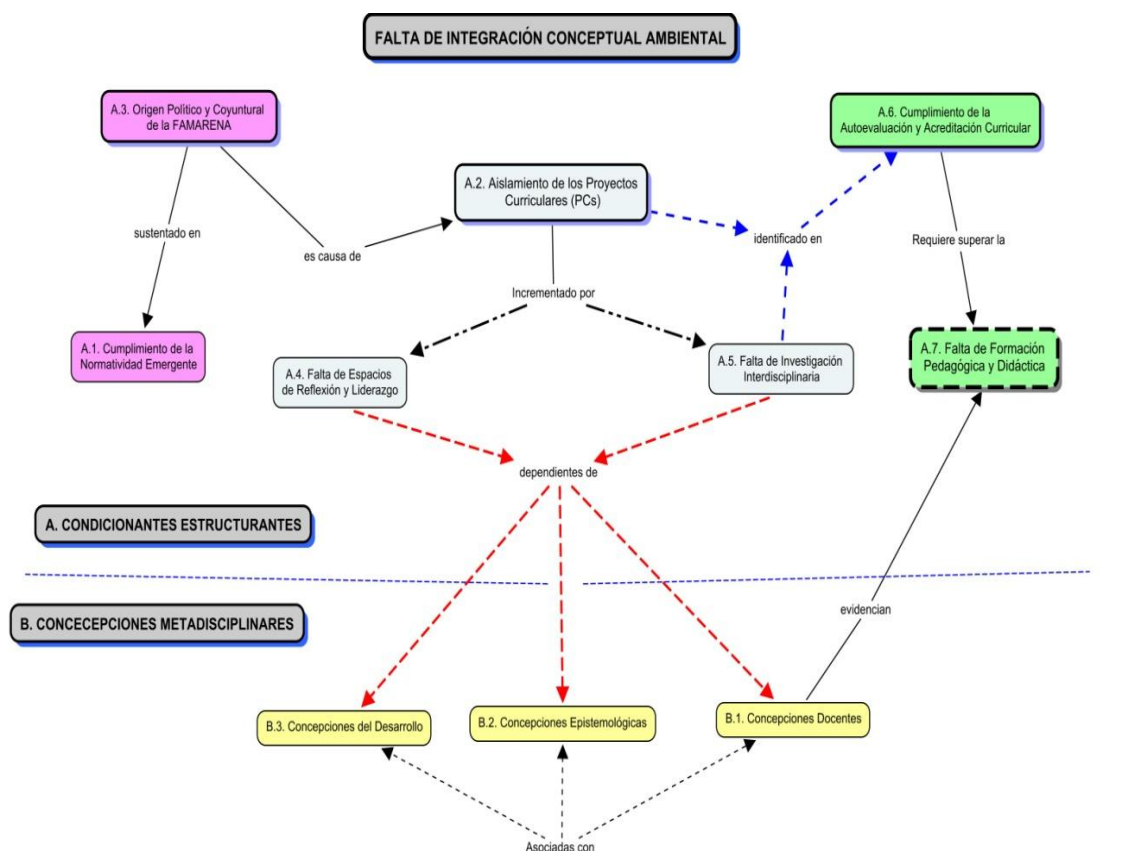 FALTA DE INTEGRACIÓN CONCEPTUAL AMBIENTAL
A.3. Origen Político y Coyuntural
de la FAMARENA
A.6. Cumplimiento de la
Autoevaluación y Acreditación Curricular
A.2. Aislamiento de los Proyectos
Curriculares (PCs)
sustentado en
es causa de
identificado en
Requiere superar la
Incrementado por
A.1. Cumplimiento de la
Normatividad Emergente
A.4. Falta de Espacios
de Reflexión y Liderazgo
A.5. Falta de Investigación
Interdisciplinaria
A.7. Falta de Formación
Pedagógica y Didáctica
dependientes de
A. CONDICIONANTES ESTRUCTURANTES
B. CONCECEPCIONES METADISCIPLINARES
evidencian
B.3. Concepciones del Desarrollo
B.2. Concepciones Epistemológicas
B.1. Concepciones Docentes
Asociadas con